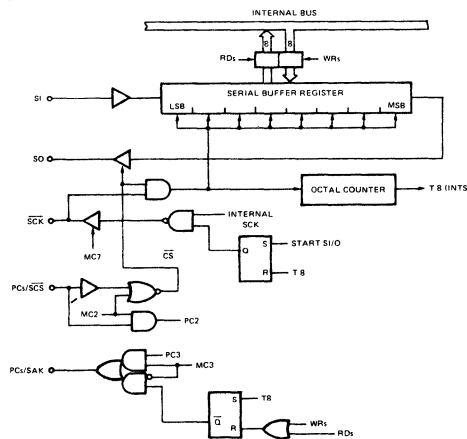 INTERNAL BUS
8 8
RDs WRs
SI
SERIAL BUFFER REGISTER
LSB MSB
SO
OCTAL COUNTER T 8 (INTS
INTERNAL SCK
SCK
MC7
CS
Q S START SI/O
R T 8
PCs/SCS
MC2
PC2
PC3
PCs/SAK
MC3
S T8
Q R
WRs
RDs